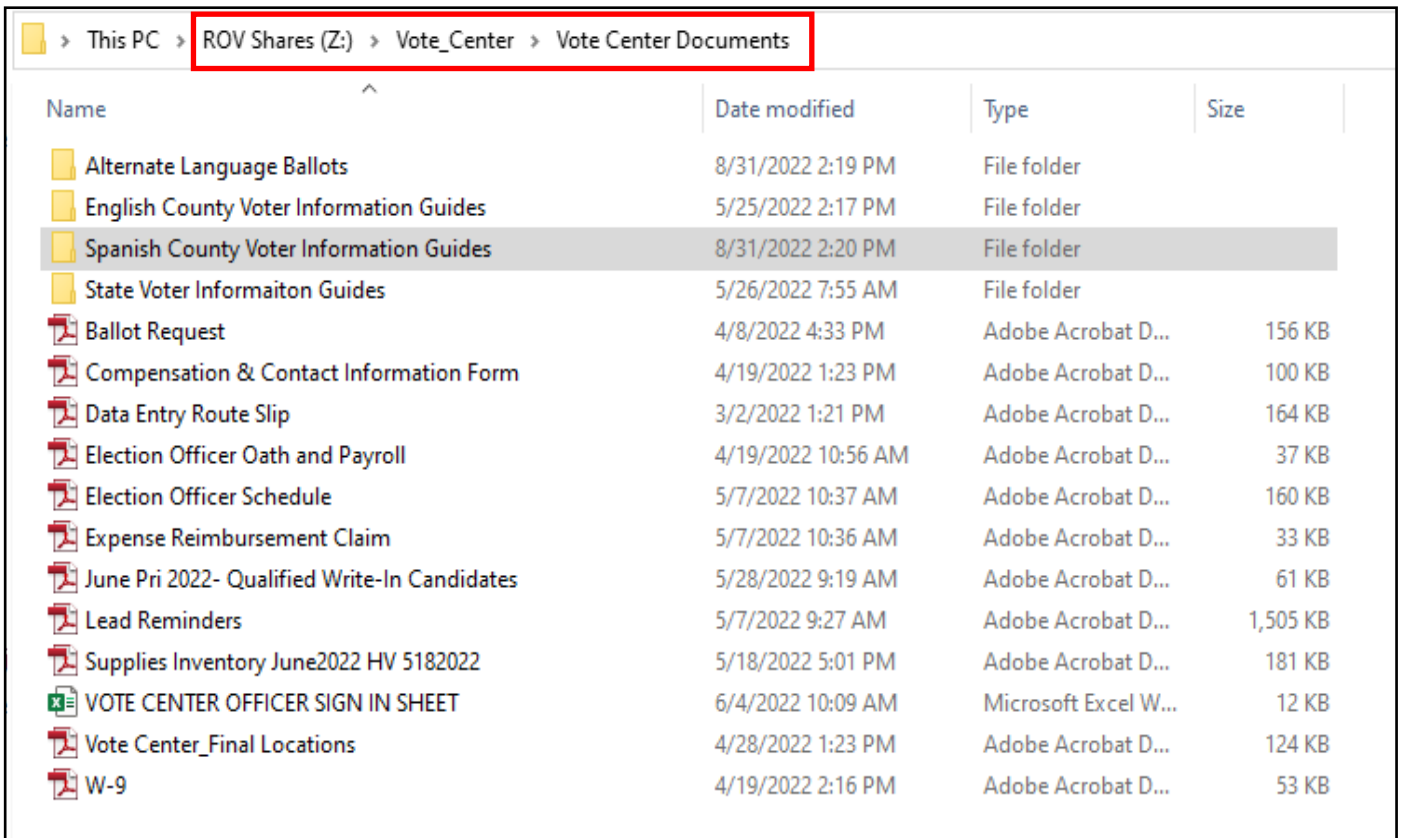 This PC > ROV Shares (Z:) > Vote_Center > Vote Center Documents
Name Date modified Type Size
Alternate Language Ballots 8/31/2022 2:19 PM File folder
English County Voter Information Guides 5/25/2022 2:17 PM File folder
Spanish County Voter Information Guides 8/31/2022 2:20 PM File folder
State Voter Informaiton Guides 5/26/2022 7:55 AM File folder
Ballot Request 4/8/2022 4:33 PM Adobe Acrobat D... 156 KB
Compensation & Contact Information Form 4/19/2022 1:23 PM Adobe Acrobat D... 100 KB
Data Entry Route Slip 3/2/2022 1:21 PM Adobe Acrobat D... 164 KB
Election Officer Oath and Payroll 4/19/2022 10:56 AM Adobe Acrobat D... 37 KB
Election Officer Schedule 5/7/2022 10:37 AM Adobe Acrobat D... 160 KB
Expense Reimbursement Claim 5/7/2022 10:36 AM Adobe Acrobat D... 33 KB
June Pri 2022- Qualified Write-In Candidates 5/28/2022 9:19 AM Adobe Acrobat D... 61 KB
Lead Reminders 5/7/2022 9:27 AM Adobe Acrobat D... 1,505 KB
Supplies Inventory June2022 HV 5182022 5/18/2022 5:01 PM Adobe Acrobat D... 181 KB
VOTE CENTER OFFICER SIGN IN SHEET 6/4/2022 10:09 AM Microsoft Excel W... 12 KB
Vote Center_Final Locations 4/28/2022 1:23 PM Adobe Acrobat D... 124 KB
W-9 4/19/2022 2:16 PM Adobe Acrobat D... 53 KB